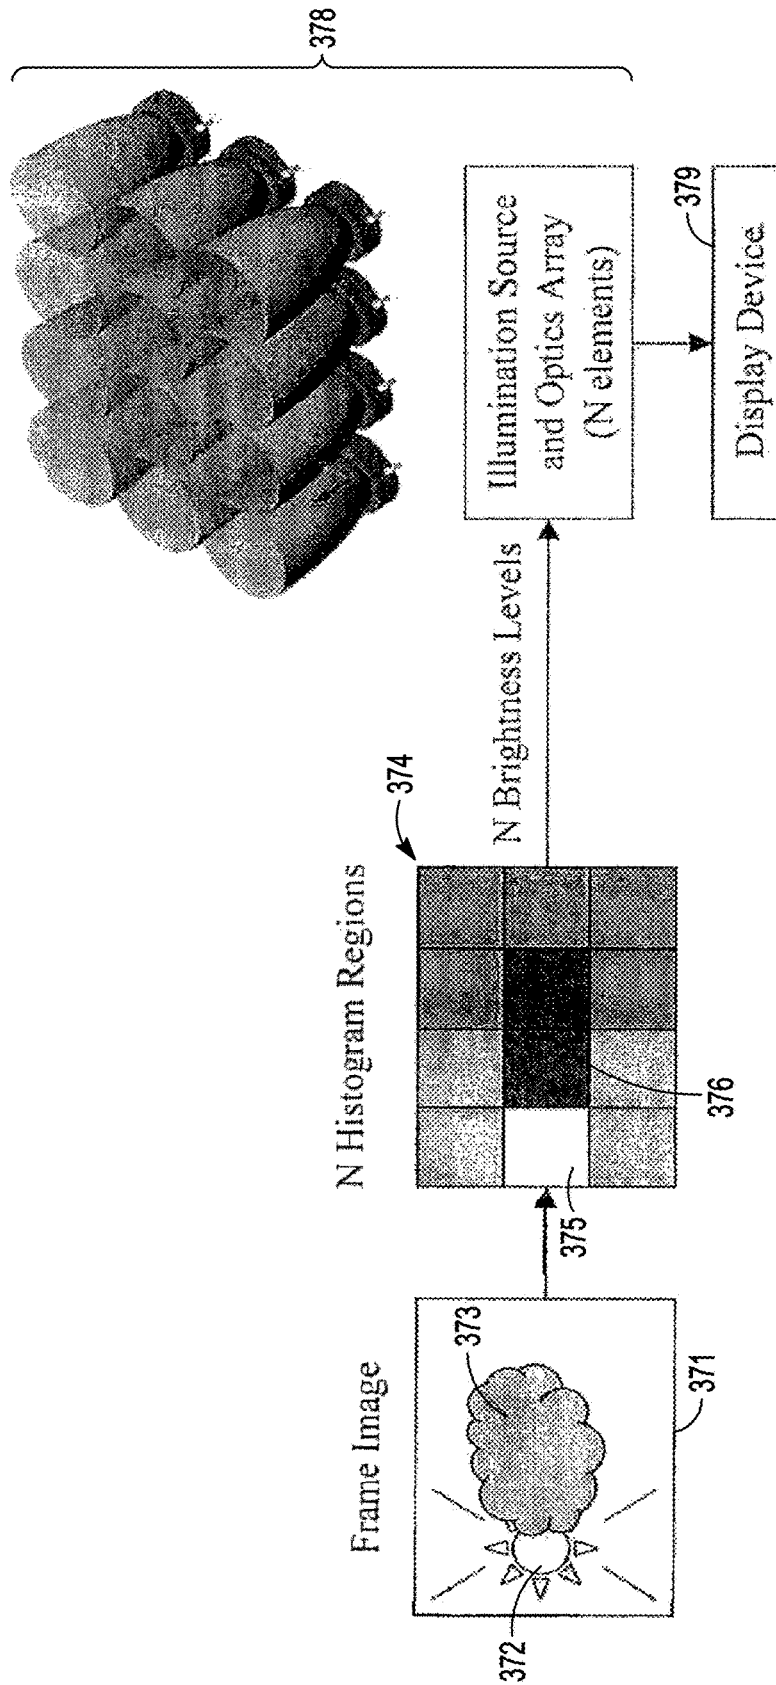 Frame Image
372
373
371
N Histogram Regions
374
375
376
N Brightness Levels
378
Illumination Source
and Optics Array
(N elements)
379
Display Device